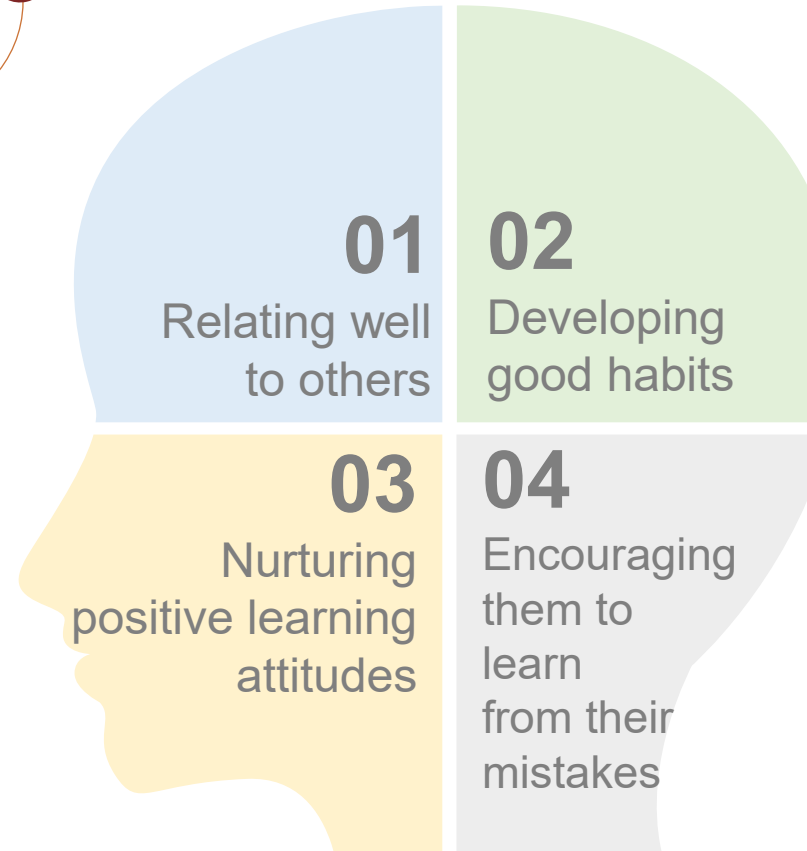 01
Relating well
to others
02
Developing
good habits
03
Nurturing
positive learning
attitudes
04
Encouraging
them to
learn
from their
mistakes